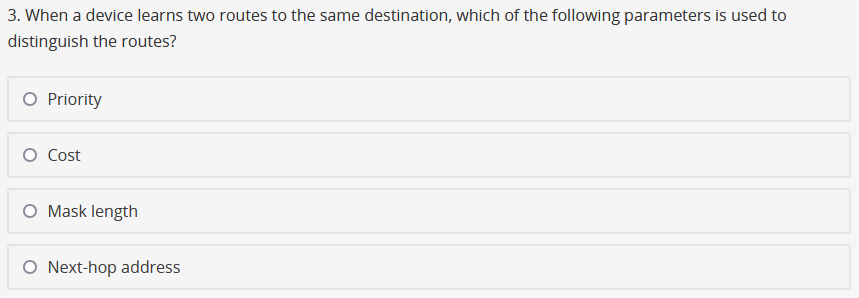 3. When a device learns two routes to the same destination, which of the following parameters is used to
distinguish the routes?
Priority
Cost
Mask length
Next-hop address